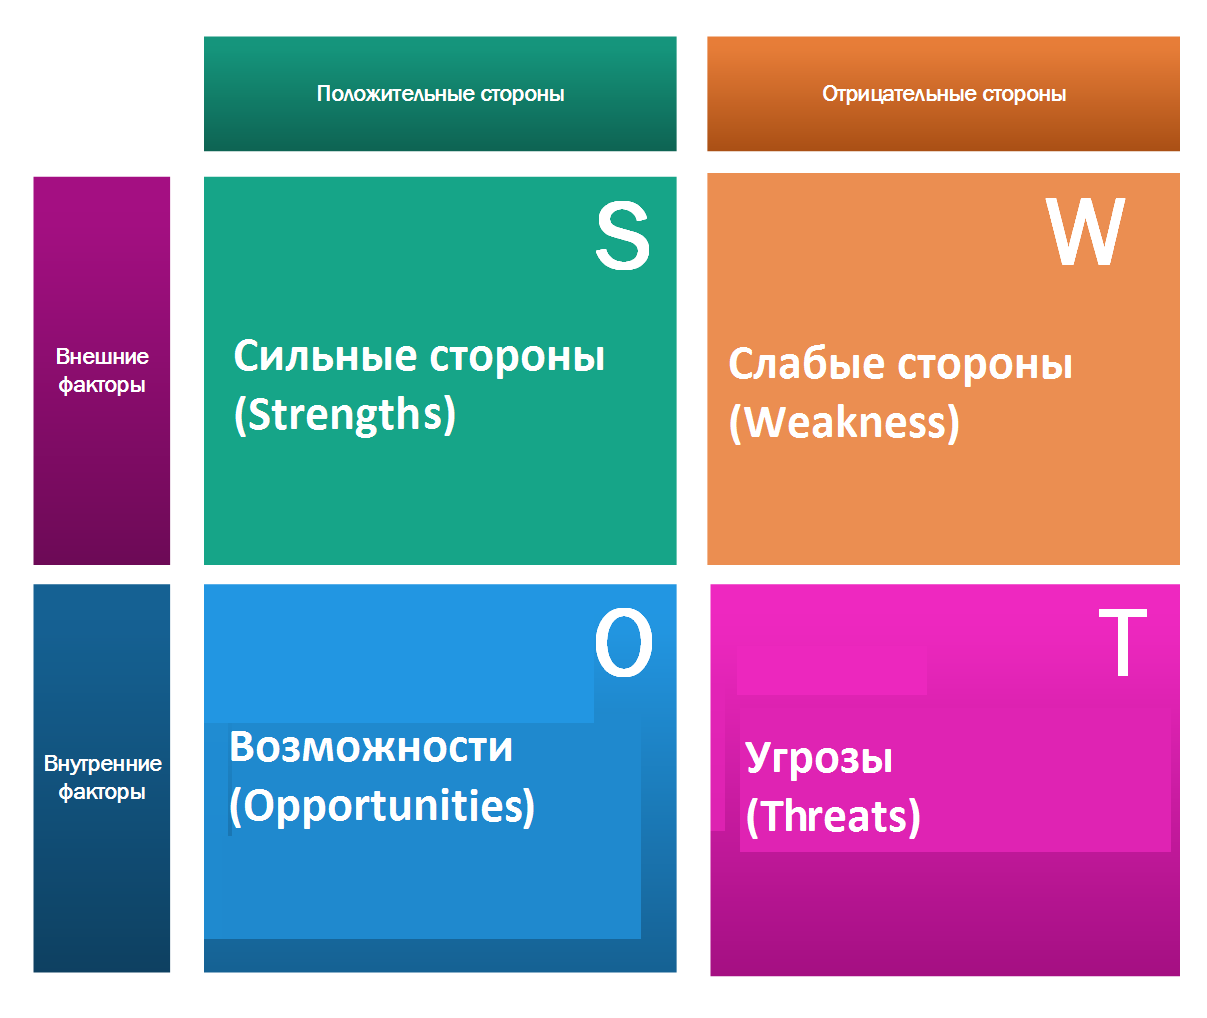 Положительные стороны
Отрицательные стороны
Внешние
факторы
S
Сильные стороны
(Strengths)
W
Слабые стороны
(Weakness)
Внутренние
факторы
O
Возможности
(Opportunities)
T
Угрозы
(Threats)